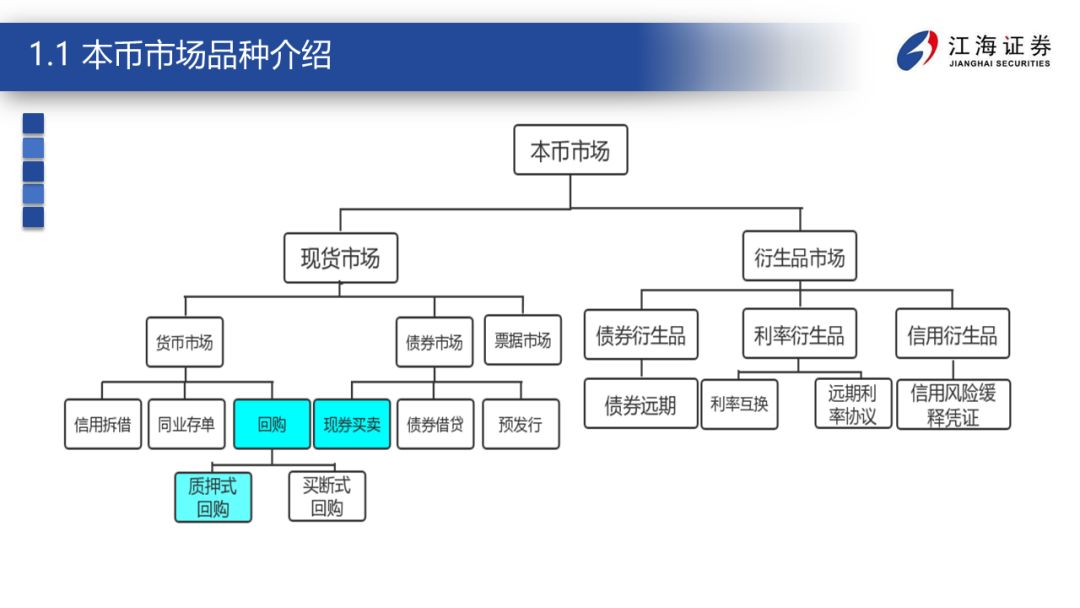 1.1 本币市场品种介绍
江海证券
JIANGHAI SECURITIES
本币市场
现货市场
衍生品市场
货币市场
债券市场
票据市场
债券衍生品
利率衍生品
信用衍生品
信用拆借
同业存单
回购
现券买卖
债券借贷
预发行
债券远期
利率互换
远期利
率协议
信用风险缓
释凭证
质押式
回购
买断式
回购